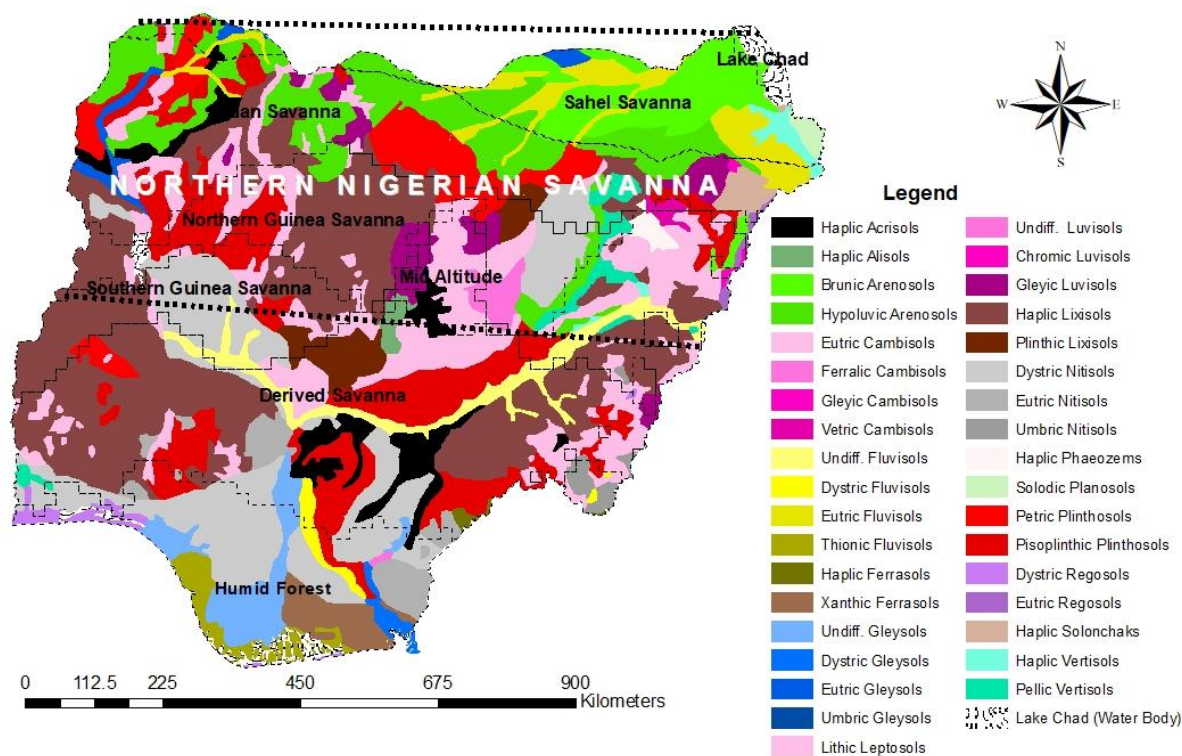 Lake Chad
Sahel Savanna
Savanna
NORTHERN NIGERIAN SAVANNA
Northern Guinea Savanna
Mid Altitude
Southern Guinea Savanna
Derived Savanna
Humid Forest
N
W E
S
0 112.5 225 450 675 900
Kilometers
Legend
Haplic Acrisols
Haplic Alisols
Brunic Arenosols
Hypoluvic Arenosols
Eutric Cambisols
Ferralic Cambisols
Gleyic Cambisols
Vetric Cambisols
Undiff. Fluvisols
Dystric Fluvisols
Eutric Fluvisols
Thionic Fluvisols
Haplic Ferrasols
Xanthic Ferrasols
Undiff. Gleysols
Dystric Gleysols
Eutric Gleysols
Umbric Gleysols
Lithic Leptosols
Undiff. Luvisols
Chromic Luvisols
Gleyic Luvisols
Haplic Lixisols
Plinthic Lixisols
Dystric Nitisols
Eutric Nitisols
Umbric Nitisols
Haplic Phaeozems
Solodic Planosols
Petric Plinthosols
Pisoplinthic Plinthosols
Dystric Regosols
Eutric Regosols
Haplic Solonchaks
Haplic Vertisols
Pellic Vertisols
Lake Chad (Water Body)